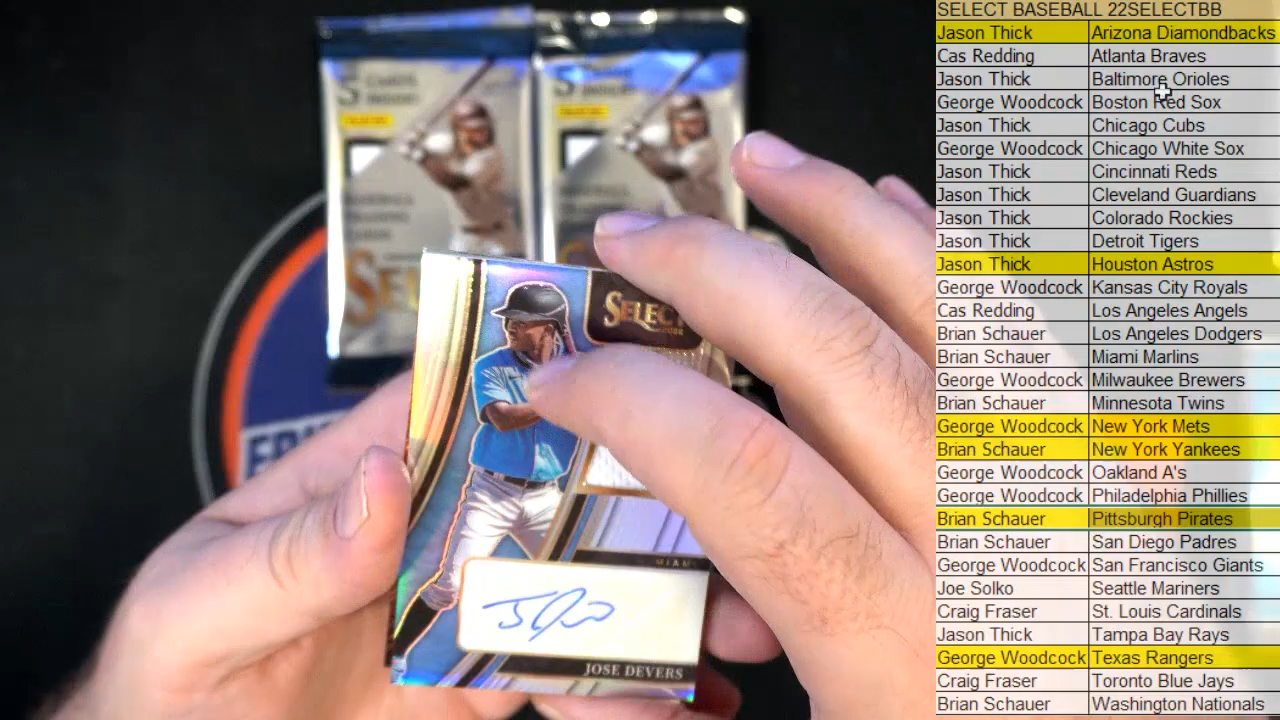 SELECT BASEBALL 22SELECTBB
Jason Thick Arizona Diamondbacks
Cas Redding Atlanta Braves
Jason Thick Baltimore Orioles
George Woodcock Boston Red Sox
Jason Thick Chicago Cubs
George Woodcock Chicago White Sox
Jason Thick Cincinnati Reds
Jason Thick Cleveland Guardians
Jason Thick Colorado Rockies
Jason Thick Detroit Tigers
Jason Thick Houston Astros
George Woodcock Kansas City Royals
Cas Redding Los Angeles Angels
Brian Schauer Los Angeles Dodgers
Brian Schauer Miami Marlins
George Woodcock Milwaukee Brewers
Brian Schauer Minnesota Twins
George Woodcock New York Mets
Brian Schauer New York Yankees
George Woodcock Oakland A's
George Woodcock Philadelphia Phillies
Brian Schauer Pittsburgh Pirates
Brian Schauer San Diego Padres
George Woodcock San Francisco Giants
Joe Solko Seattle Mariners
Craig Fraser St. Louis Cardinals
Jason Thick Tampa Bay Rays
George Woodcock Texas Rangers
Craig Fraser Toronto Blue Jays
Brian Schauer Washington Nationals
SELECT
MIAMI
JOSE DEVERS